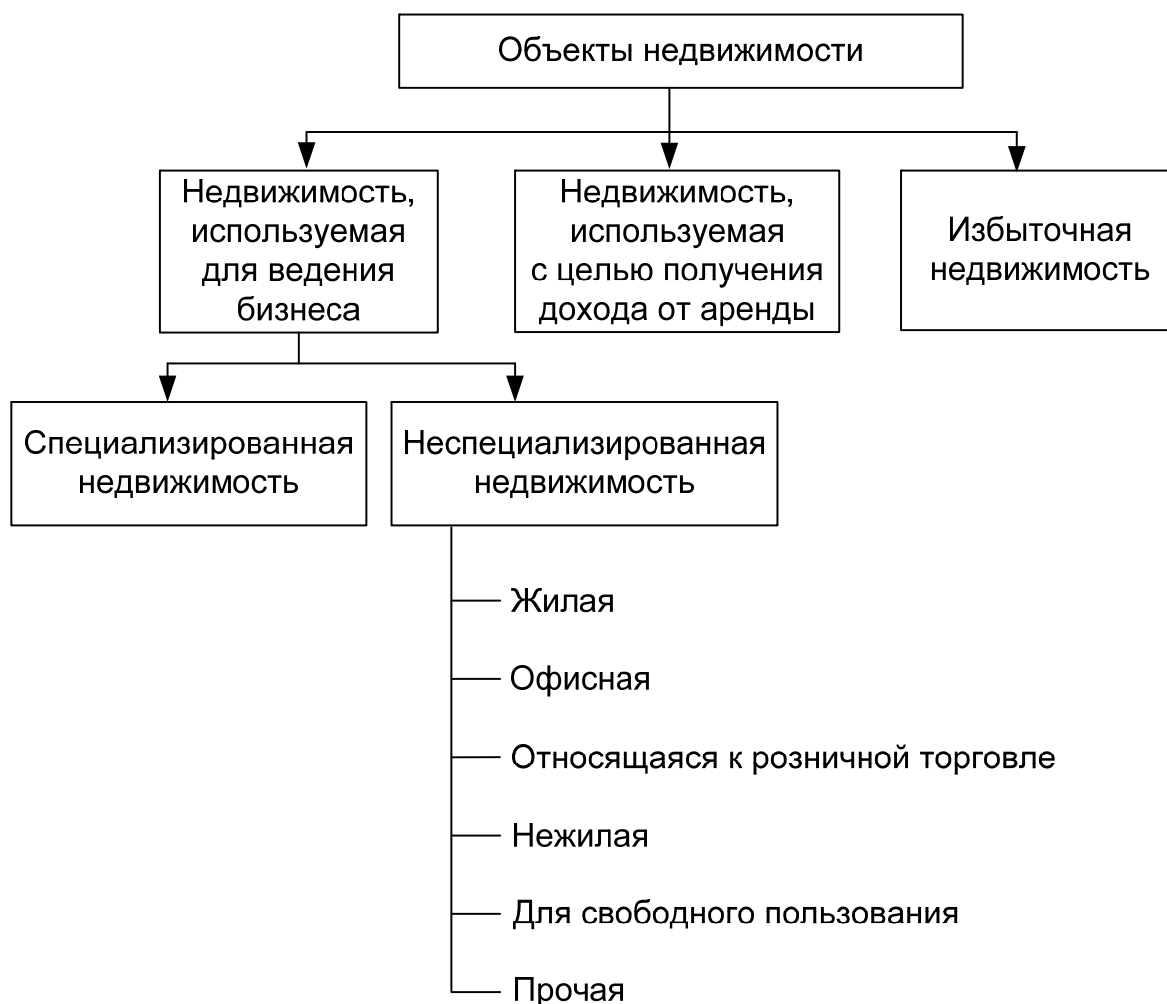 Объекты недвижимости
Недвижимость,
используемая
для ведения
бизнеса
Недвижимость,
используемая
с целью получения
дохода от аренды
Избыточная
недвижимость
Специализированная
недвижимость
Неспециализированная
недвижимость
Жилая
Офисная
Относящаяся к розничной торговле
Нежилая
Для свободного пользования
Прочая